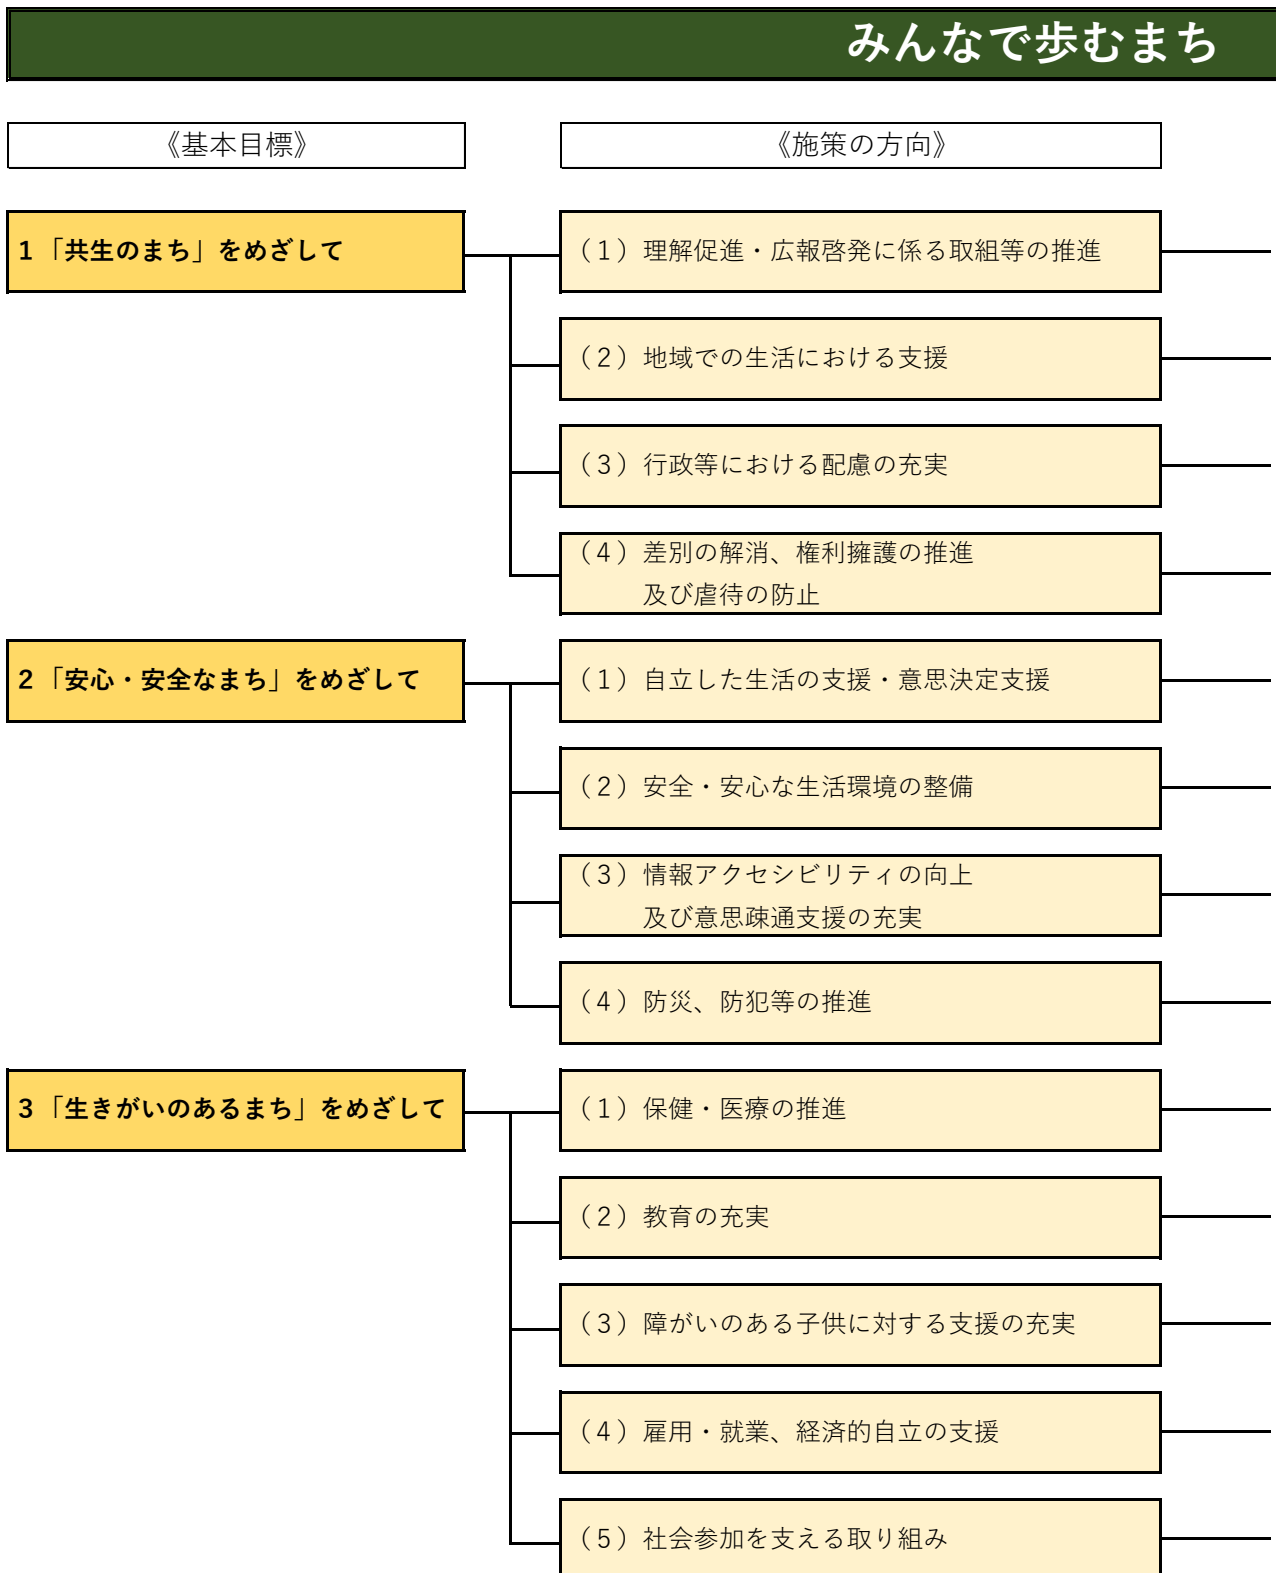 みんなで歩むまち
《基本目標》
《施策の方向》
1 「共生のまち」をめざして
（1）理解促進・広報啓発に係る取組等の推進
（2）地域での生活における支援
（3）行政等における配慮の充実
（4）差別の解消、権利擁護の推進
及び虐待の防止
2 「安心・安全なまち」をめざして
（1）自立した生活の支援・意思決定支援
（2）安全・安心な生活環境の整備
（3）情報アクセシビリティの向上
及び意思疎通支援の充実
（4）防災、防犯等の推進
3 「生きがいのあるまち」をめざして
（1）保健・医療の推進
（2）教育の充実
（3）障がいのある子供に対する支援の充実
（4）雇用・就業、経済的自立の支援
（5）社会参加を支える取り組み